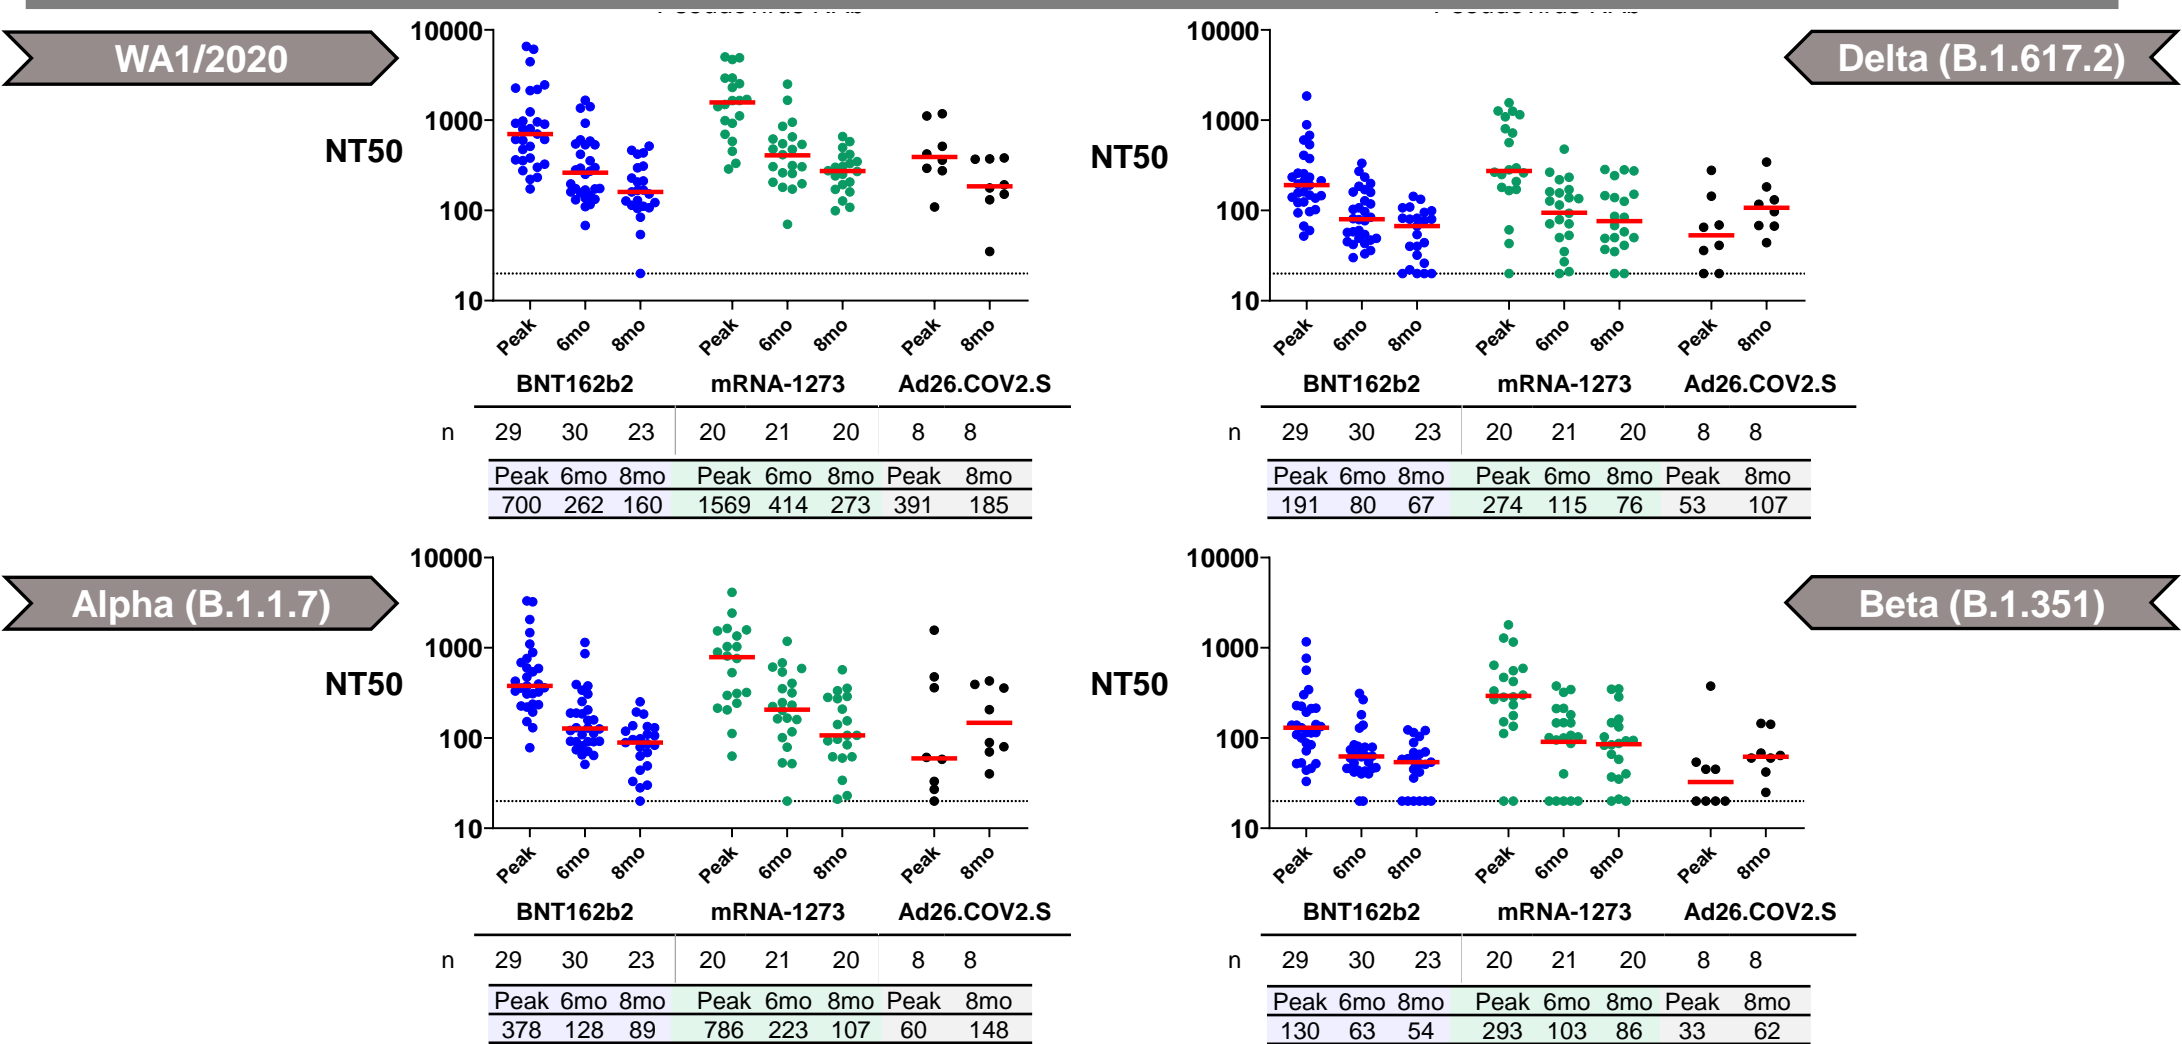 WA1/2020
10000
1000
100
10
NT50
Peak 6mo 8mo Peak 6mo 8mo Peak 8mo
BNT162b2 mRNA-1273 Ad26.COV2.S
n 29 30 23 20 21 20 8 8
Peak 6mo 8mo Peak 6mo 8mo Peak 8mo
700 262 160 1569 414 273 391 185
Delta (B.1.617.2)
10000
1000
100
10
NT50
Peak 6mo 8mo Peak 6mo 8mo Peak 8mo
BNT162b2 mRNA-1273 Ad26.COV2.S
n 29 30 23 20 21 20 8 8
Peak 6mo 8mo Peak 6mo 8mo Peak 8mo
191 80 67 274 115 76 53 107
Alpha (B.1.1.7)
10000
1000
100
10
NT50
Peak 6mo 8mo Peak 6mo 8mo Peak 8mo
BNT162b2 mRNA-1273 Ad26.COV2.S
n 29 30 23 20 21 20 8 8
Peak 6mo 8mo Peak 6mo 8mo Peak 8mo
378 128 89 786 223 107 60 148
Beta (B.1.351)
10000
1000
100
10
NT50
Peak 6mo 8mo Peak 6mo 8mo Peak 8mo
BNT162b2 mRNA-1273 Ad26.COV2.S
n 29 30 23 20 21 20 8 8
Peak 6mo 8mo Peak 6mo 8mo Peak 8mo
130 63 54 293 103 86 33 62